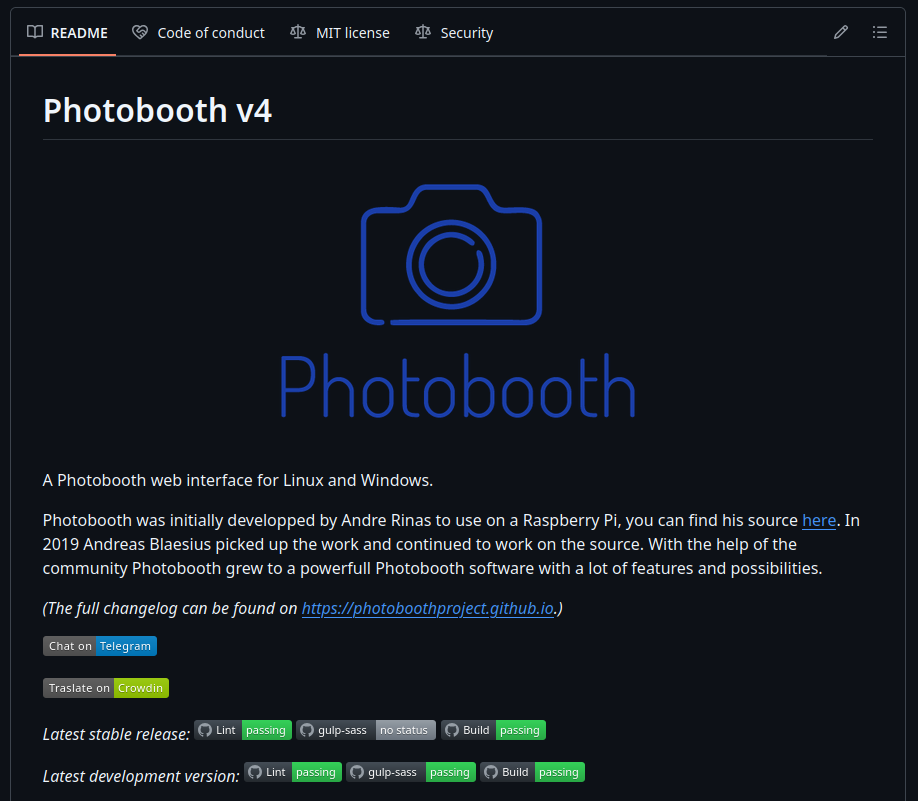 README Code of conduct MIT license Security
Photobooth v4
Photobooth
A Photobooth web interface for Linux and Windows.
Photobooth was initially developped by Andre Rinas to use on a Raspberry Pi, you can find his source here. In
2019 Andreas Blaesius picked up the work and continued to work on the source. With the help of the
community Photobooth grew to a powerfull Photobooth software with a lot of features and possibilities.
(The full changelog can be found on https://photoboothproject.github.io.)
Chat on Telegram
Traslate on Crowdin
Latest stable release: Lint passing gulp-sass no status Build passing
Latest development version: Lint passing gulp-sass passing Build passing